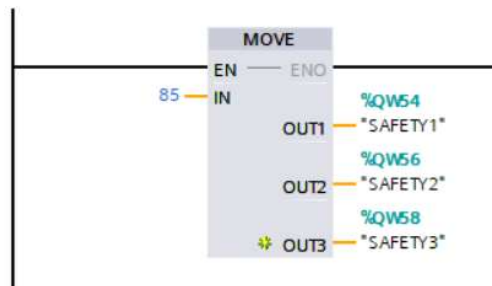 MOVE
EN ENO
85 IN
%QW54
OUT1 "SAFETY1"
%QW56
OUT2 "SAFETY2"
%QW58
OUT3 "SAFETY3"